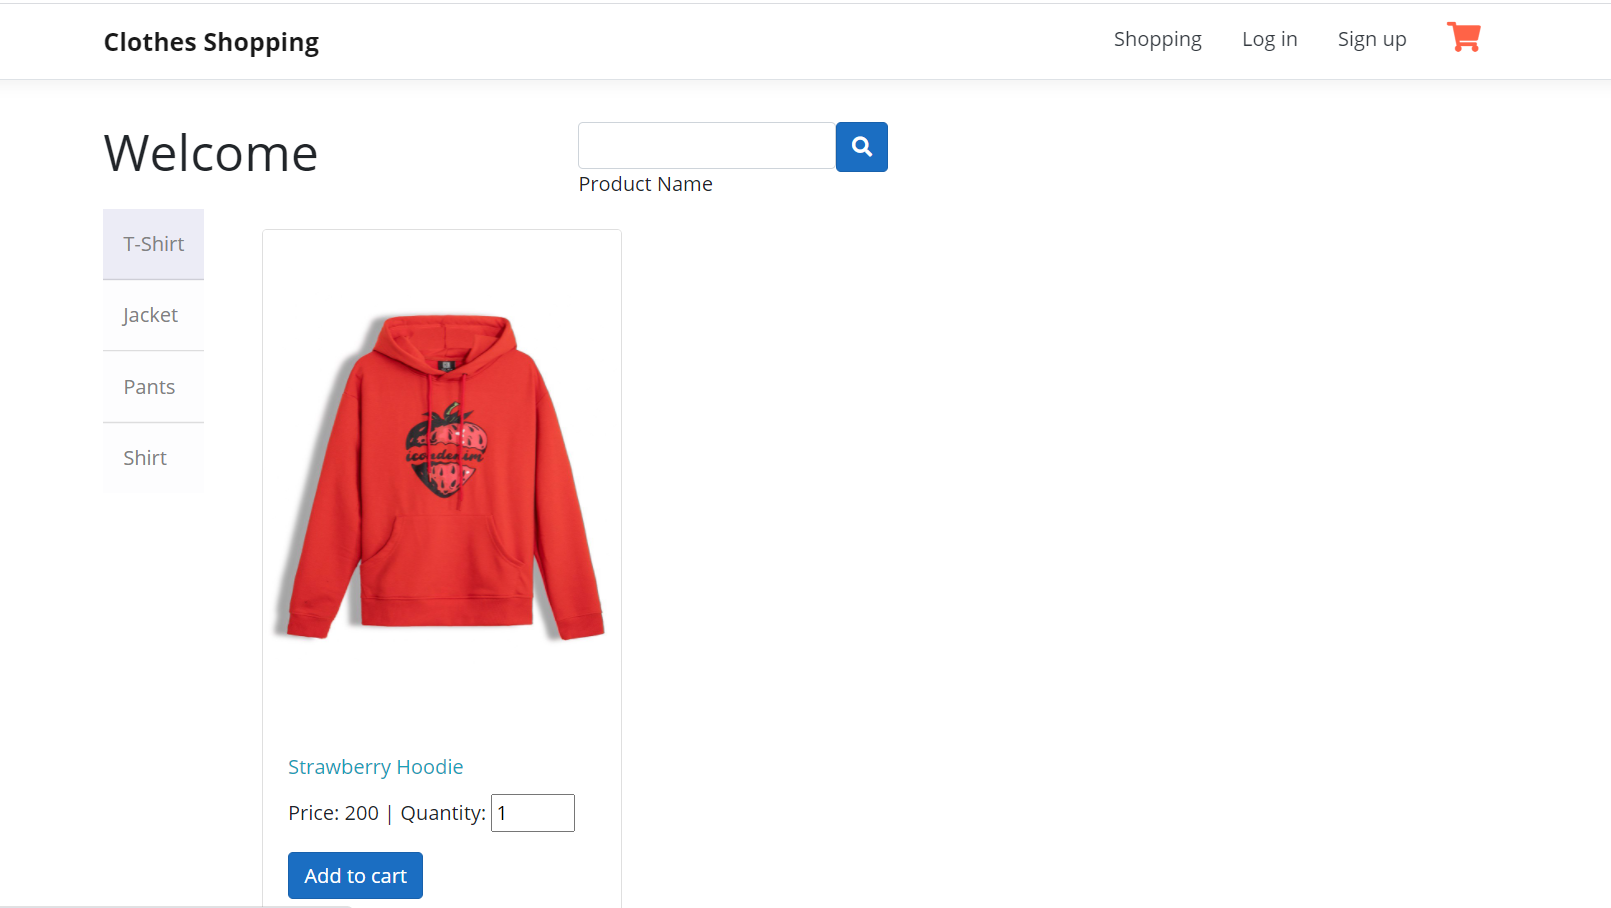 Clothes Shopping
Shopping Log in Sign up
Welcome
Product Name
T-Shirt
Jacket
Pants
Shirt
icondenim
Strawberry Hoodie
Price: 200 | Quantity: 1
Add to cart